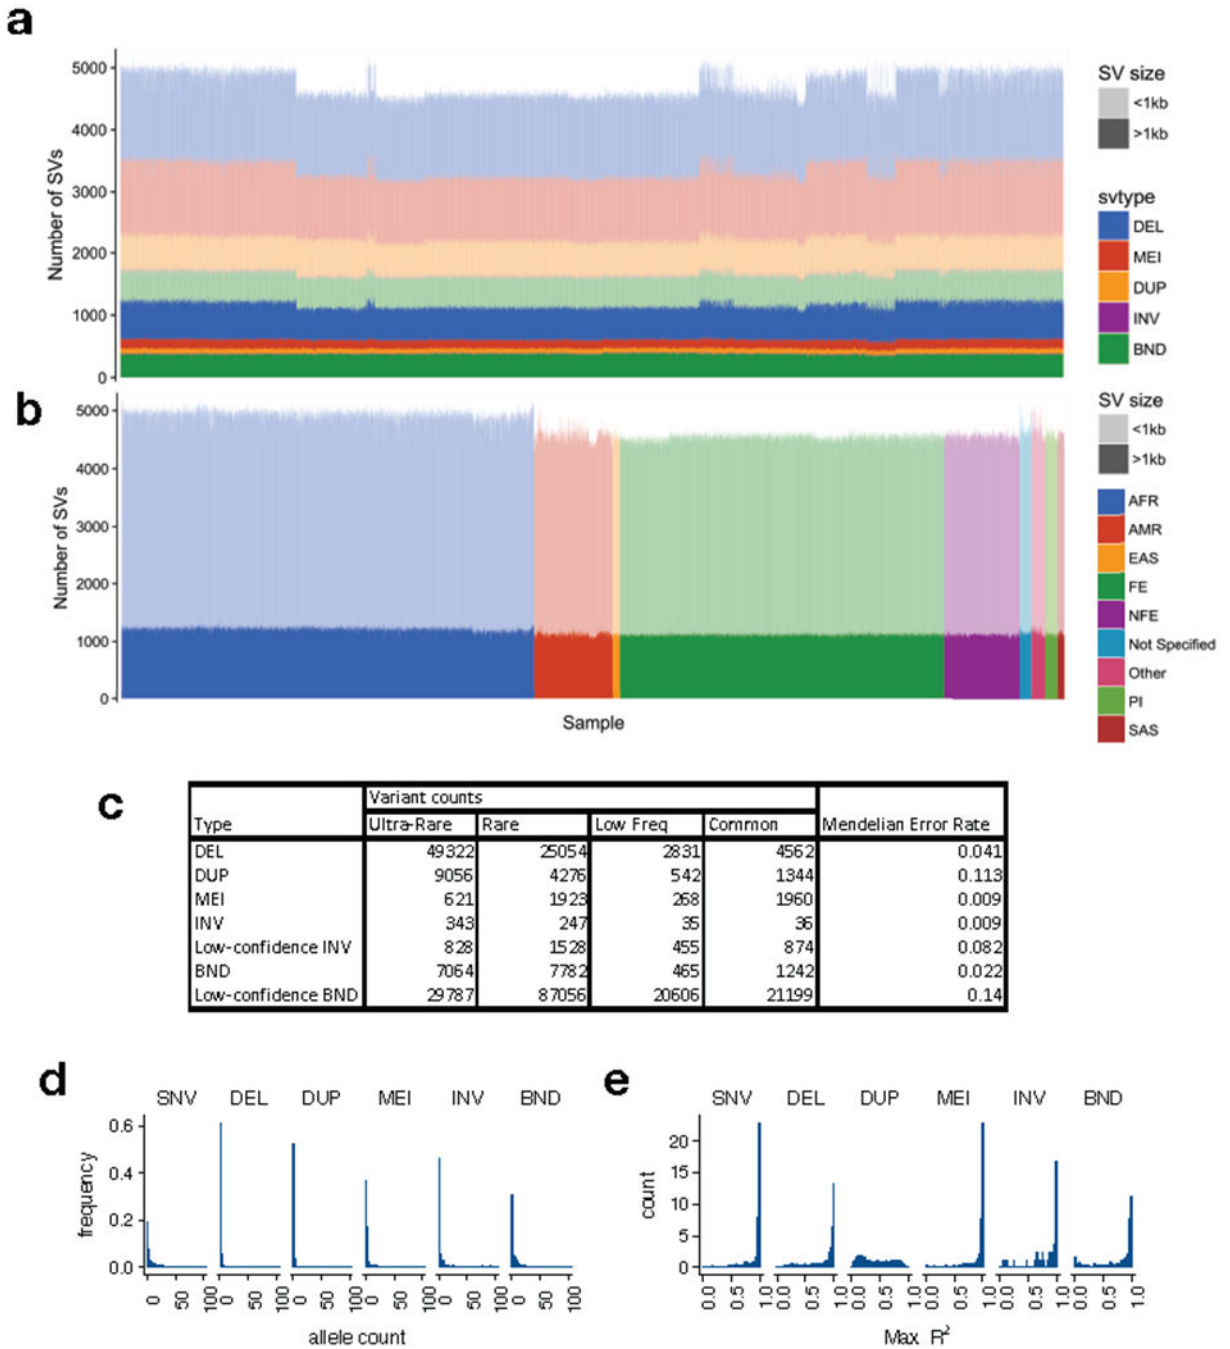 a
5000
4000
3000
2000
1000
0
Number of SVs
SV size
<1kb
>1kb
svtype
DEL
MEI
DUP
INV
BND
b
5000
4000
3000
2000
1000
0
Number of SVs
Sample
SV size
<1kb
>1kb
AFR
AMR
EAS
FE
NFE
Not Specified
Other
PI
SAS
c
Variant counts
Type Ultra-Rare Rare Low Freq Common Mendelian Error Rate
DEL 49322 25054 2831 4562 0.041
DUP 9056 4276 542 1344 0.113
MEI 621 1923 268 1960 0.009
INV 343 247 35 36 0.009
Low-confidence INV 828 1528 455 874 0.082
BND 7064 7782 465 1242 0.022
Low-confidence BND 29787 87056 20606 21199 0.14
d
SNV DEL DUP MEI INV BND
0.6
0.4
0.2
0.0
frequency
0 50 100 0 50 100 0 50 100 0 50 100 0 50 100 0 50 100
allele count
e
SNV DEL DUP MEI INV BND
20
15
10
5
0
count
0.0 0.5 1.0 0.0 0.5 1.0 0.0 0.5 1.0 0.0 0.5 1.0 0.0 0.5 1.0 0.0 0.5 1.0
Max R²